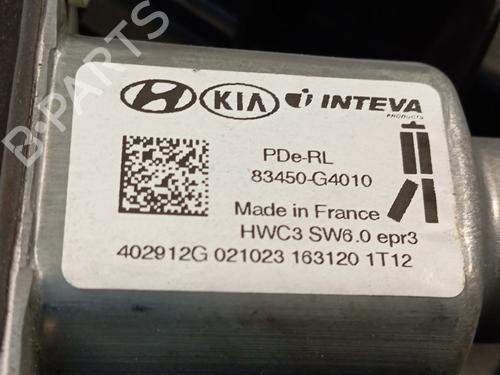 KIA INTEVA
PRODUCTS
PDe-RL
83450-G4010
Made in France
HWC3 SW6.0 epr3
402912G 021023 163120 1T12
B-PARTS